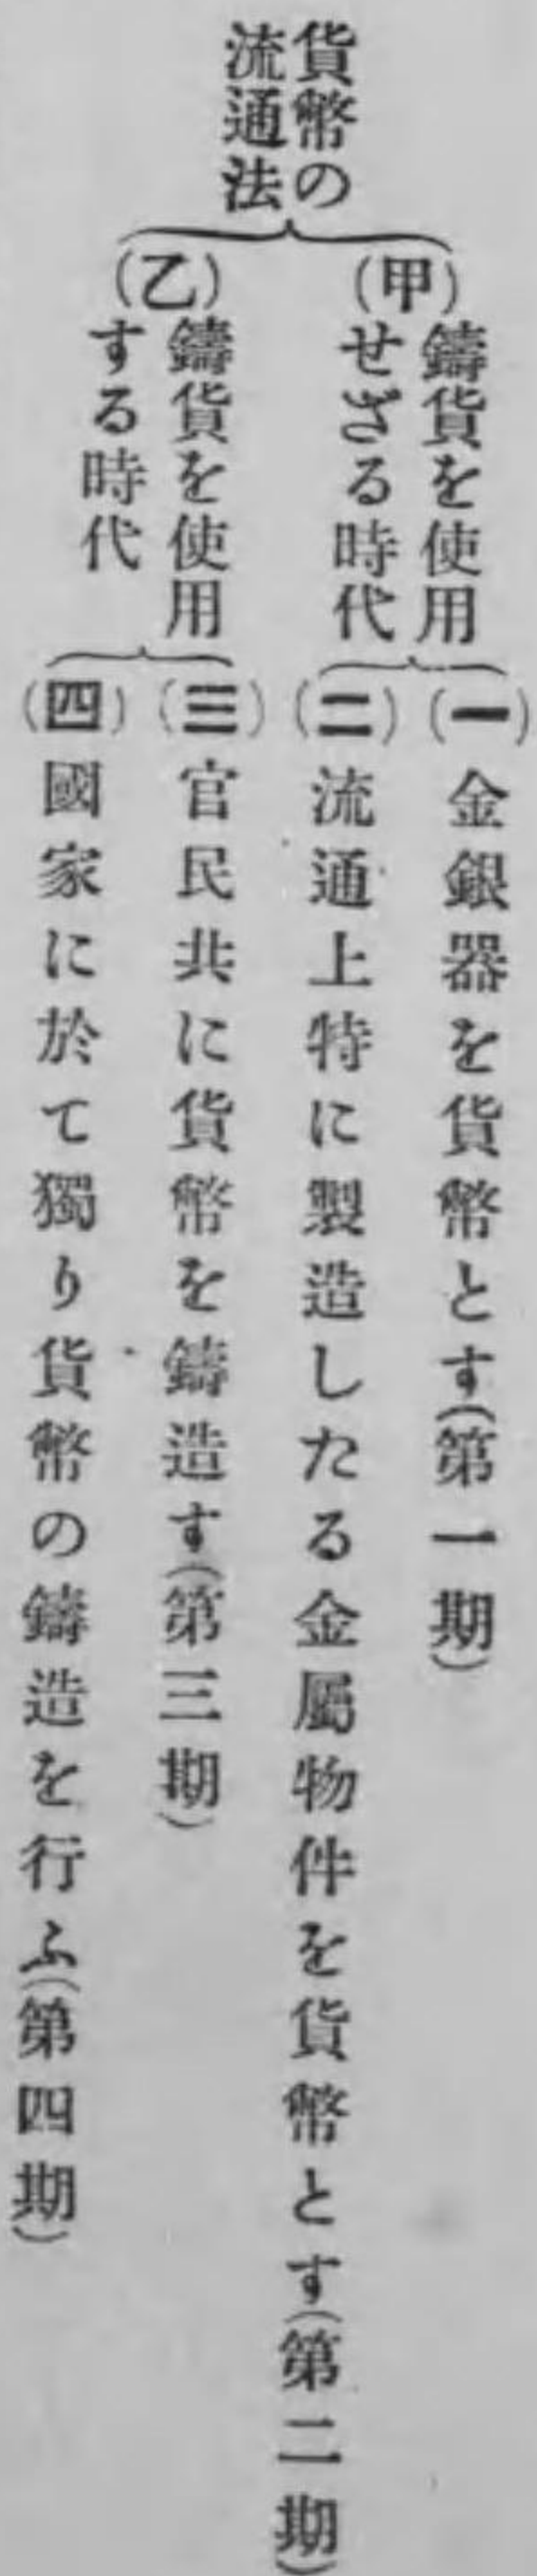 貨幣の
流通法
(甲)
鑄貨を使用
せざる時代
(一)金銀器を貨幣とす(第一期)
(二)流通上特に製造したる金屬物件を貨幣とす(第二期)
(乙)
鑄貨を使用
する時代
(三)官民共に貨幣を鑄造す(第三期)
(四)國家に於て獨り貨幣の鑄造を行ふ(第四期)